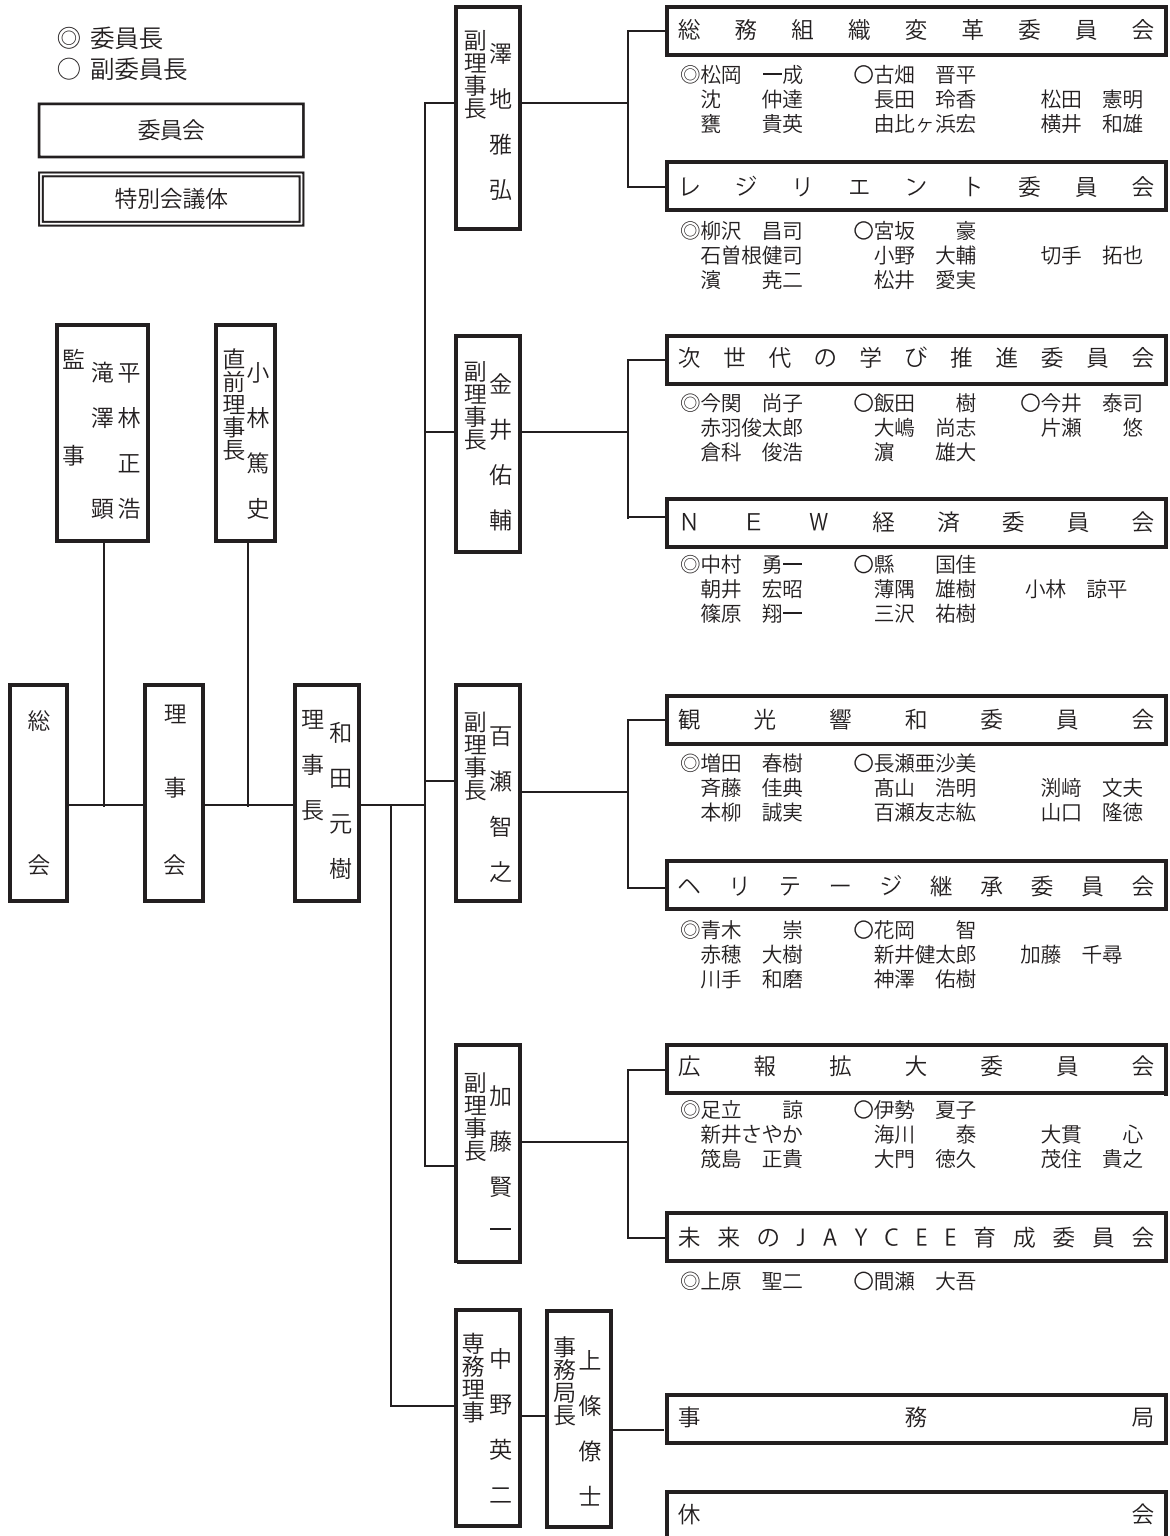 ◎ 委員長
○ 副委員長
委員会
特別会議体
監事
平林正浩
滝澤顕
直前理事長
小林篤史
総会
理事会
理事長
和田元樹
副理事長
澤地雅弘
総務組織変革委員会
◎松岡　一成　○古畑　晋平
沈　仲達　長田　玲香　松田　憲明
甕　貴英　由比ヶ浜宏　横井　和雄
レジリエント委員会
◎柳沢　昌司　○宮坂　豪
石曽根健司　小野　大輔　切手　拓也
濱　尭二　松井　愛実
副理事長
金井佑輔
次世代の学び推進委員会
◎今関　尚子　○飯田　樹　○今井　泰司
赤羽俊太郎　大嶋　尚志　片瀬　悠
倉科　俊浩　濵　雄大
NEW経済委員会
◎中村　勇一　○縣　国佳
朝井　宏昭　薄隅　雄樹　小林　諒平
篠原　翔一　三沢　祐樹
副理事長
百瀬智之
観光響和委員会
◎増田　春樹　○長瀬亜沙美
斉藤　佳典　髙山　浩明　渕﨑　文夫
本柳　誠実　百瀬友志紘　山口　隆徳
ヘリテージ継承委員会
◎青木　崇　○花岡　智
赤穂　大樹　新井健太郎　加藤　千尋
川手　和磨　神澤　佑樹
副理事長
加藤賢一
広報拡大委員会
◎足立　諒　○伊勢　夏子
新井さやか　海川　泰　大貫　心
筬島　正貴　大門　徳久　茂住　貴之
未来のJAYCEE育成委員会
◎上原　聖二　○間瀬　大吾
専務理事
中野英二
事務局長
上條僚士
事務局
休会